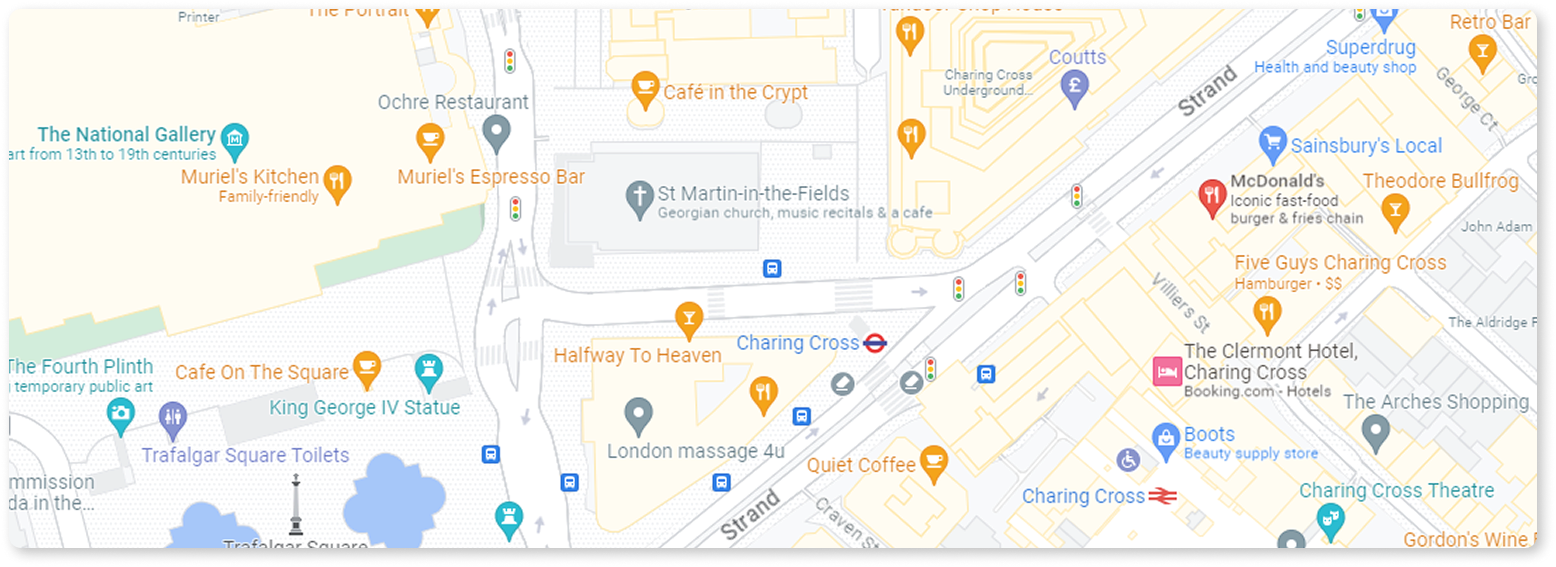 Printer
The Portrait
Retro Bar
Superdrug
Health and beauty shop
Coutts
Charing Cross
Underground...
Strand
George Ct
Café in the Crypt
Ochre Restaurant
The National Gallery
art from 13th to 19th centuries
Muriel's Kitchen
Family-friendly
Muriel's Espresso Bar
St Martin-in-the-Fields
Georgian church, music recitals & a cafe
Sainsbury's Local
McDonald's
Iconic fast-food
burger & fries chain
Theodore Bullfrog
John Adam
Five Guys Charing Cross
Hamburger • $$
Villiers St
The Aldridge F
Charing Cross
Halfway To Heaven
The Fourth Plinth
temporary public art
Cafe On The Square
King George IV Statue
Trafalgar Square Toilets
The Clermont Hotel,
Charing Cross
Booking.com - Hotels
The Arches Shopping
London massage 4u
Quiet Coffee
Boots
Beauty supply store
Charing Cross
Charing Cross Theatre
mmission
da in the...
Strand
Craven St
Trafalgar Square
Gordon's Wine